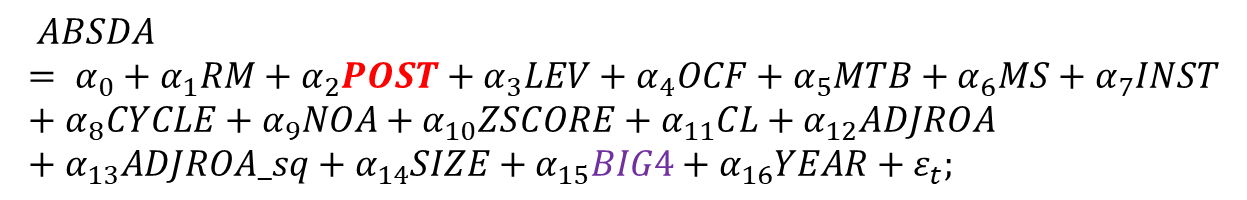 ABSDA
= α₀ + α₁RM + α₂POST + α₃LEV + α₄OCF + α₅MTB + α₆MS + α₇INST
+ α₈CYCLE + α₉NOA + α₁₀ZSCORE + α₁₁CL + α₁₂ADJROA
+ α₁₃ADJROA_sq + α₁₄SIZE + α₁₅BIG4 + α₁₆YEAR + εₜ;